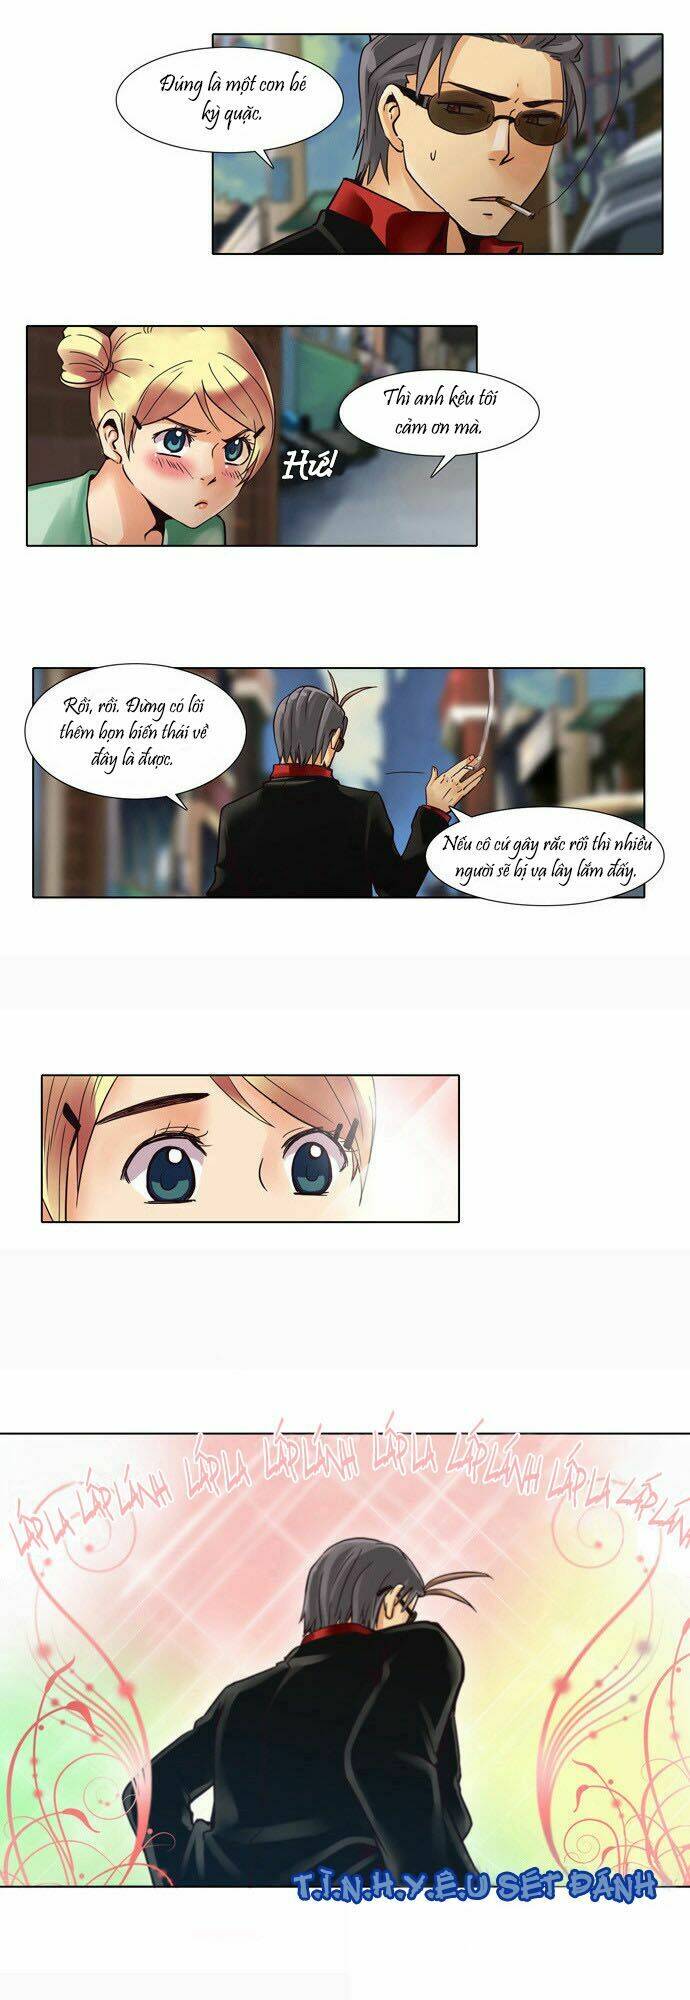 Đúng là một con bé
kỳ quặc.
Thì anh kêu tôi
cảm ơn mà.
Hứ!
Rồi, rồi. Đừng có lôi
thêm bọn biến thái về
đây là được.
Nếu cô cứ gây rắc rối thì nhiều
người sẽ bị vạ lây lắm đấy.
LẤP LA-LẤP LÁNH LẤP LA LẤP LÁNH LẤP LA LẤP LÁNH LẤP LA-LẤP-LÁNH
T.Ì.N.H.Y.Ê.U SÉT ĐÁNH